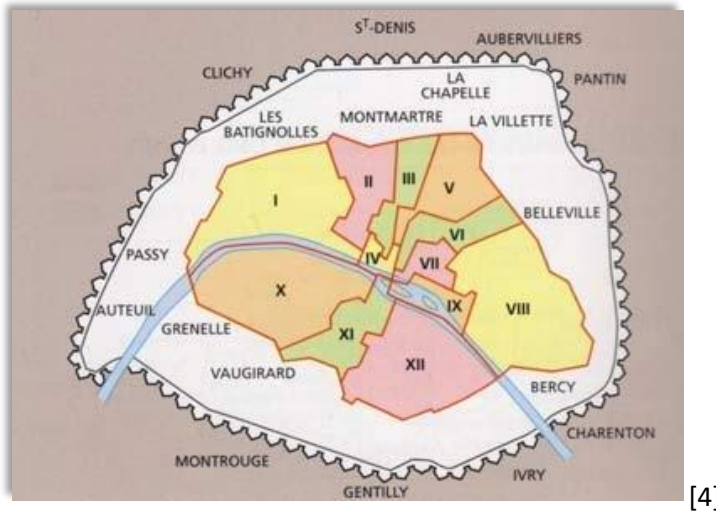 S^T-DENIS
AUBERVILLIERS
CLICHY
LA
CHAPELLE
PANTIN
LES
BATIGNOLLES
MONTMARTRE
LA VILLETTE
II
III
V
I
BELLEVILLE
VI
PASSY
IV
VII
X
IX
VIII
AUTEUIL
GRENELLE
XI
VAUGIRARD
XII
BERCY
CHARENTON
MONTROUGE
IVRY
GENTILLY
[4]